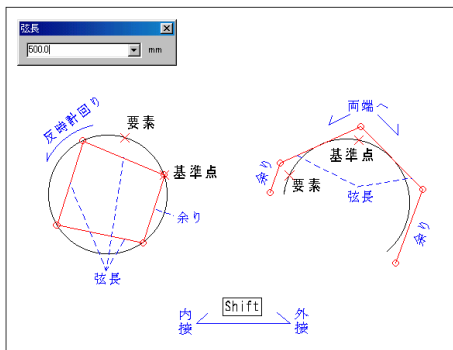 弦長
500.0 mm
反時計回り
要素
基準点
余り
弦長
両端へ
基準点
余り
要素
弦長
余り
Shift
内接
外接